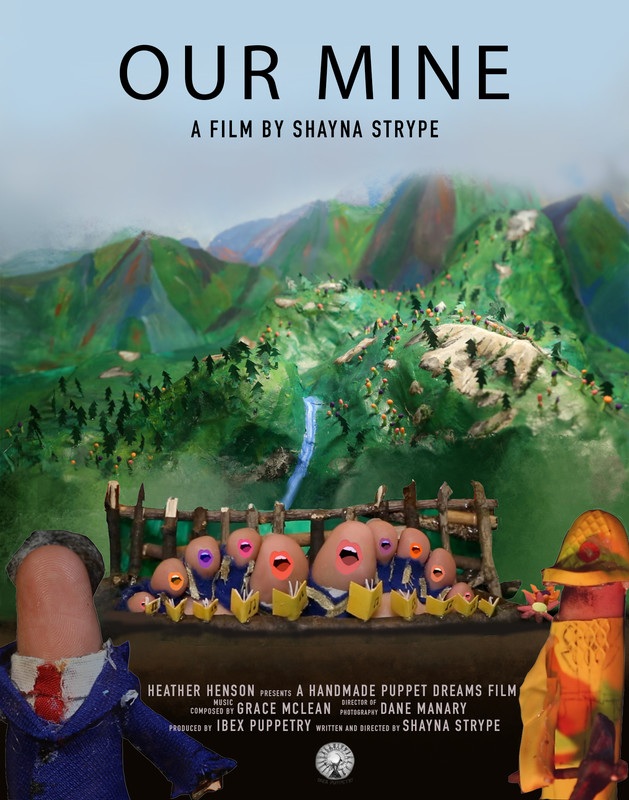 OUR MINE
A FILM BY SHAYNA STRYPE
HEATHER HENSON PRESENTS A HANDMADE PUPPET DREAMS FILM
MUSIC COMPOSED BY GRACE MCLEAN DIRECTOR OF PHOTOGRAPHY DANE MANARY
PRODUCED BY IBEX PUPPETRY WRITTEN AND DIRECTED BY SHAYNA STRYPE